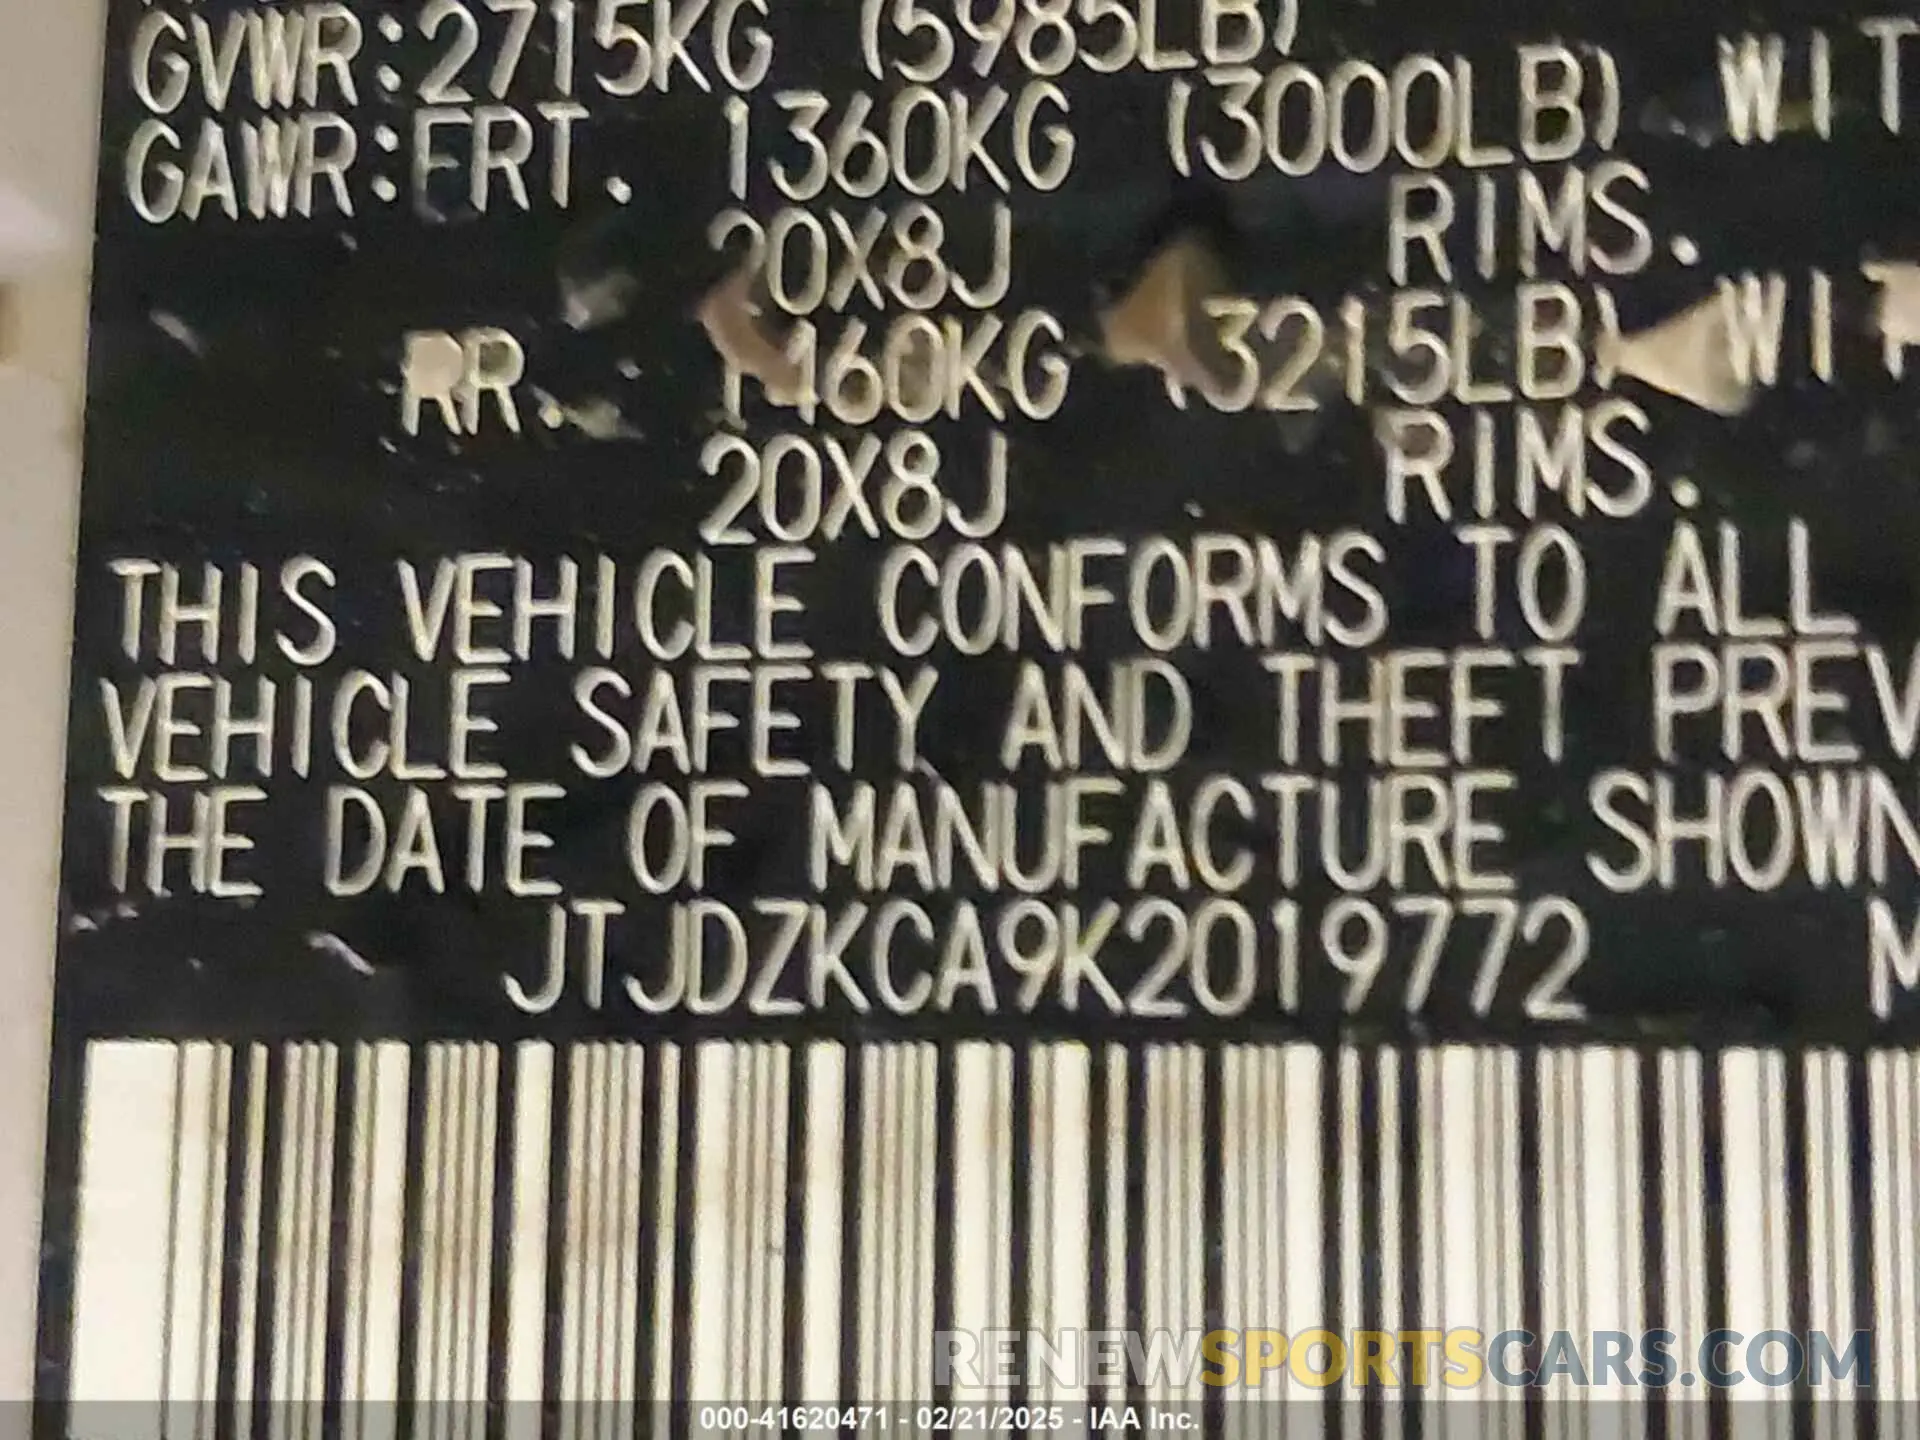 GVWR:2715KG (5985LB)
GAWR:FRT. 1360KG (3000LB) WIT
20X8J RIMS.
RR. 1460KG (3215LB) WIT
20X8J RIMS.
THIS VEHICLE CONFORMS TO ALL
VEHICLE SAFETY AND THEFT PREV
THE DATE OF MANUFACTURE SHOWN
JTJDZKCA9K2019772 M
RENEWSPORTSCARS.COM
000-41620471 - 02/21/2025 - IAA Inc.